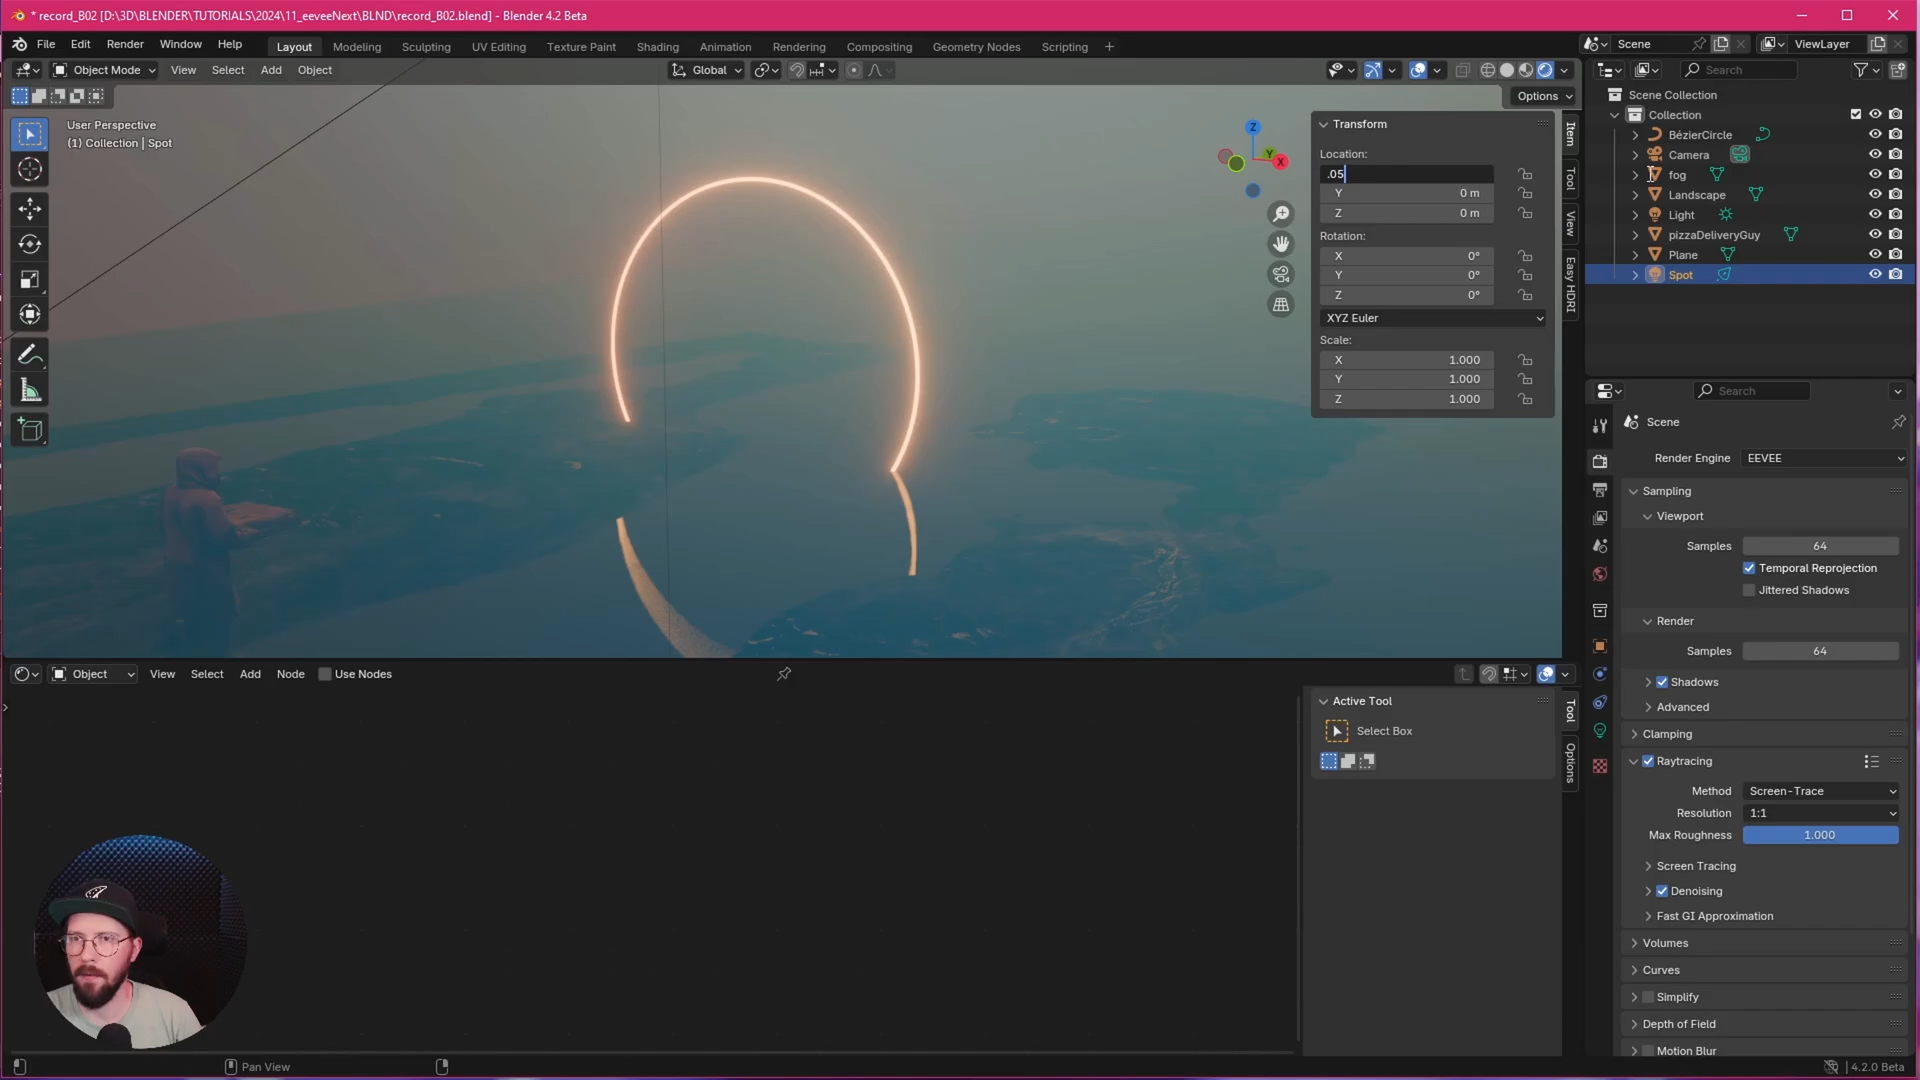 * record_B02 [D:\3D\BLENDER\TUTORIALS\2024\11_eeveeNext\BLND\record_B02.blend] - Blender 4.2 Beta
File Edit Render Window Help Layout Modeling Sculpting UV Editing Texture Paint Shading Animation Rendering Compositing Geometry Nodes Scripting + Scene ViewLayer
Object Mode View Select Add Object Global Search
Options
User Perspective
(1) Collection | Spot
Z
Y
X
Transform
Location:
.05
Y 0 m
Z 0 m
Rotation:
X 0°
Y 0°
Z 0°
XYZ Euler
Scale:
X 1.000
Y 1.000
Z 1.000
Item
Tool
View
Easy HDRI
Scene Collection
Collection
BézierCircle
Camera
fog
Landscape
Light
pizzaDeliveryGuy
Plane
Spot
Search
Scene
Render Engine EEVEE
Sampling
Viewport
Samples 64
Temporal Reprojection
Jittered Shadows
Render
Samples 64
Shadows
Advanced
Clamping
Raytracing
Method Screen-Trace
Resolution 1:1
Max Roughness 1.000
Screen Tracing
Denoising
Fast GI Approximation
Volumes
Curves
Simplify
Depth of Field
Motion Blur
Object View Select Add Node Use Nodes
Active Tool
Select Box
Tool
Options
Pan View
4.2.0 Beta